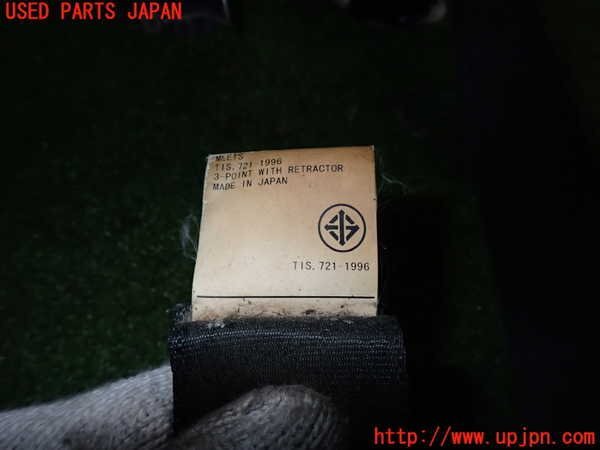 USED PARTS JAPAN
MEETS
TIS. 721-1996
3-POINT WITH RETRACTOR
MADE IN JAPAN
TIS. 721-1996
http://www.upjpn.com/